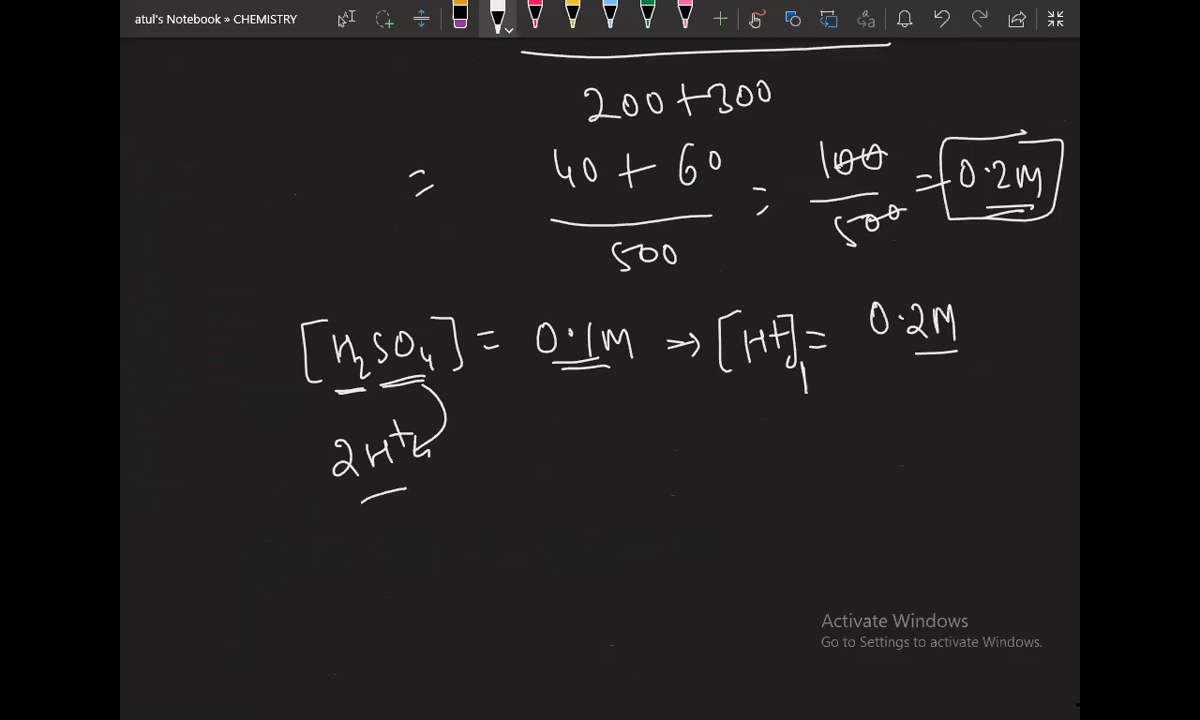 atul's Notebook » CHEMISTRY
200+300
= 40 + 60 / 500 = 100 / 500 = 0.2M
[H₂SO₄] = 0.1M → [H+]₁ = 0.2M
2H⁺
Activate Windows
Go to Settings to activate Windows.